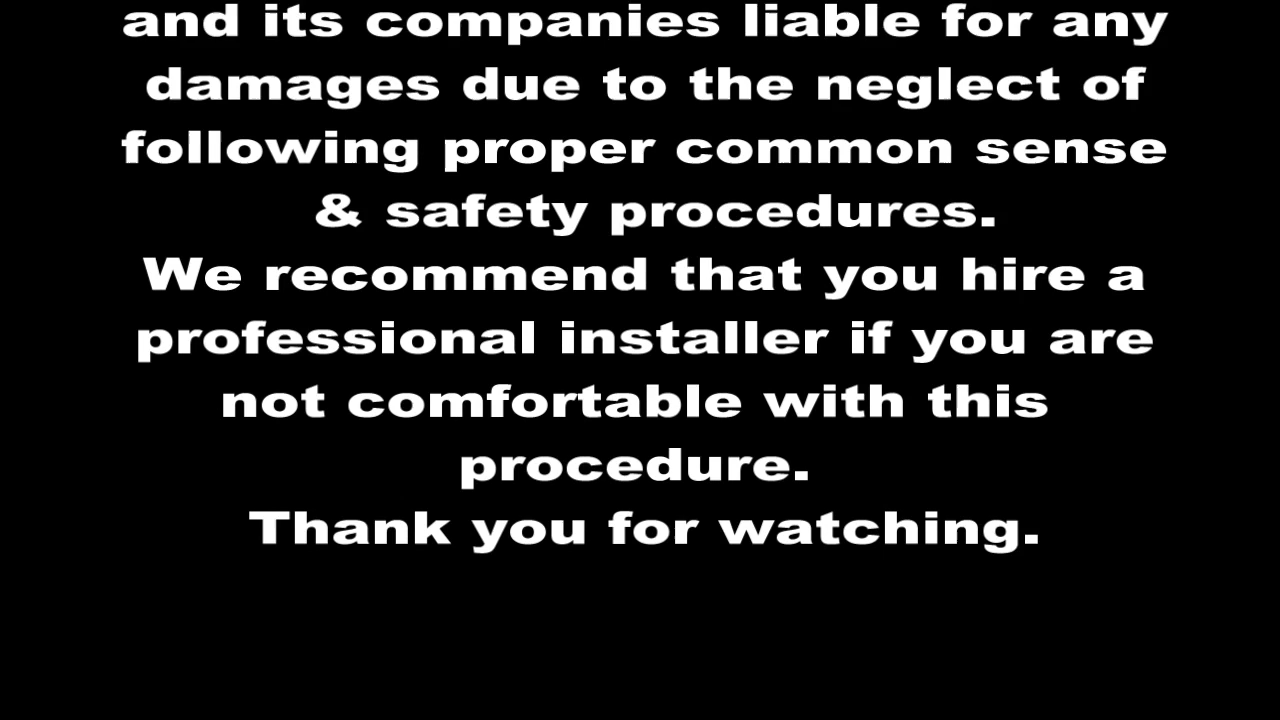 and its companies liable for any
damages due to the neglect of
following proper common sense
& safety procedures.
We recommend that you hire a
professional installer if you are
not comfortable with this
procedure.
Thank you for watching.